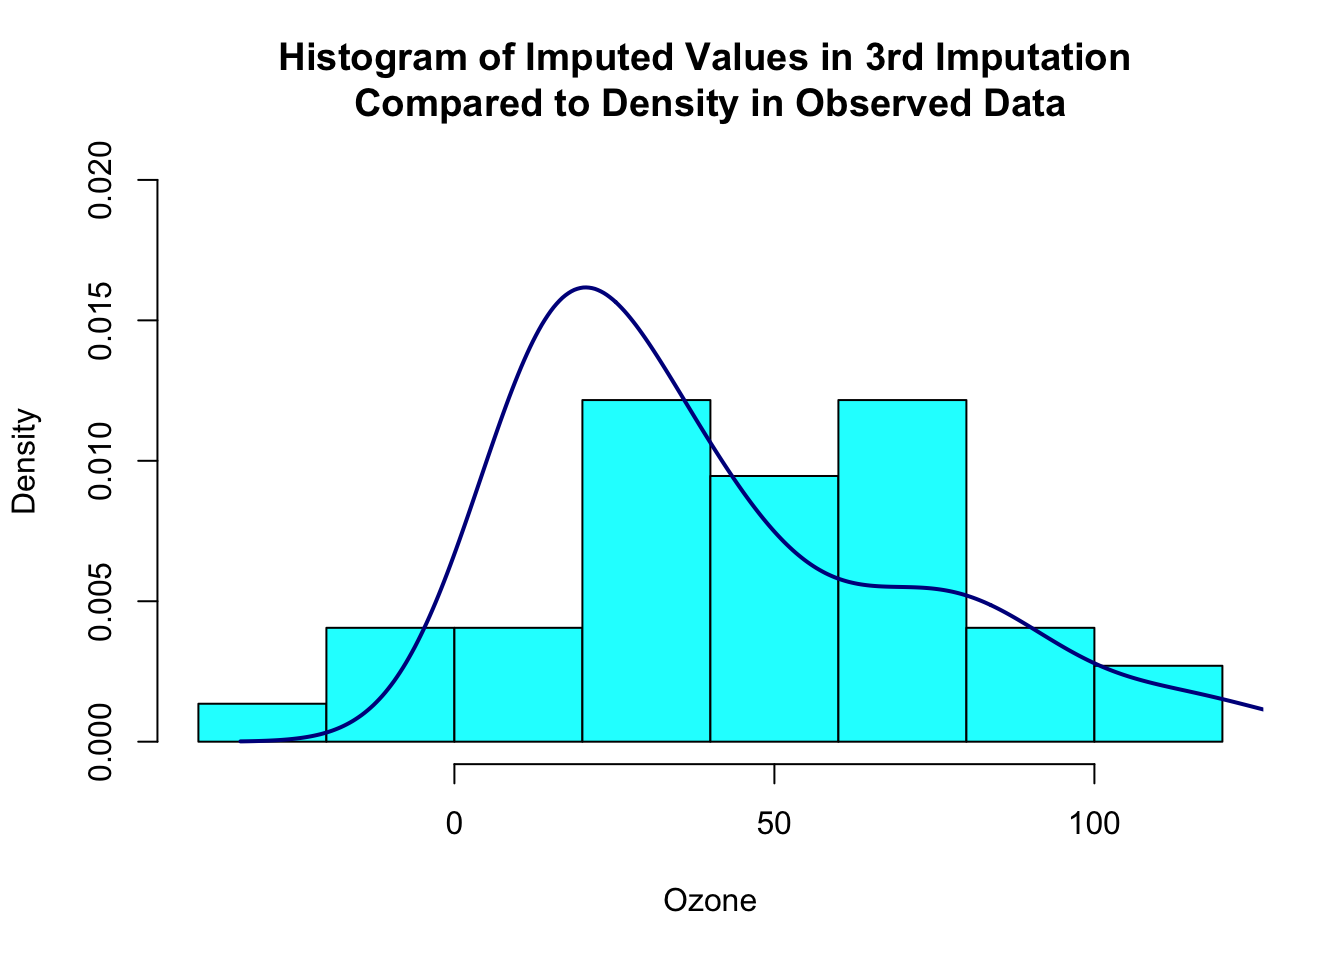 Histogram of Imputed Values in 3rd Imputation
Compared to Density in Observed Data
0.020
0.015
0.010
0.005
0.000
Density
0
50
100
Ozone